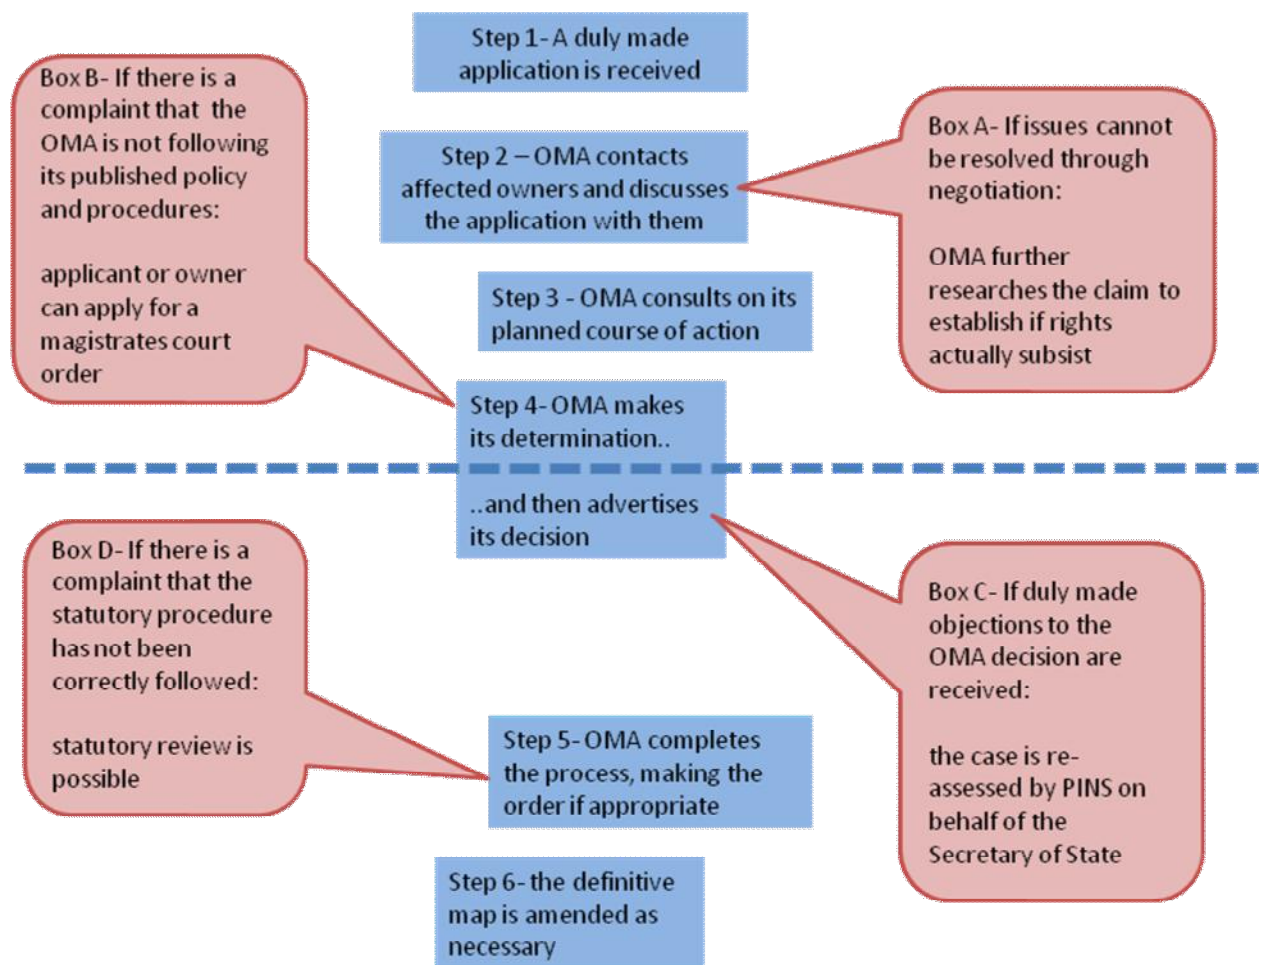 Step 1- A duly made
application is received
Box B- If there is a
complaint that the
OMA is not following
its published policy
and procedures:
applicant or owner
can apply for a
magistrates court
order
Step 2 – OMA contacts
affected owners and discusses
the application with them
Box A- If issues cannot
be resolved through
negotiation:
OMA further
researches the claim to
establish if rights
actually subsist
Step 3 - OMA consults on its
planned course of action
Step 4- OMA makes
its determination..
..and then advertises
its decision
Box D- If there is a
complaint that the
statutory procedure
has not been
correctly followed:
statutory review is
possible
Box C- If duly made
objections to the
OMA decision are
received:
the case is re-
assessed by PINS on
behalf of the
Secretary of State
Step 5- OMA completes
the process, making the
order if appropriate
Step 6- the definitive
map is amended as
necessary